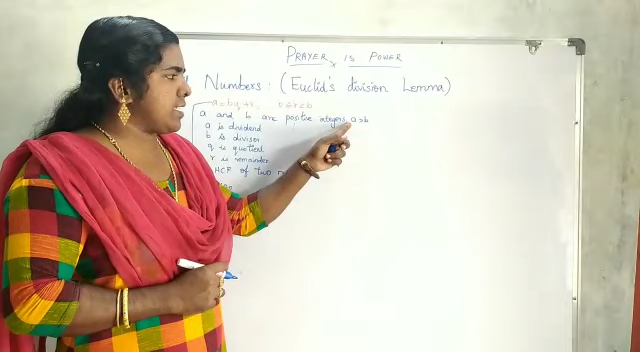 PRAYER IS POWER
Numbers: (Euclid's division Lemma)
a = bq + r, 0 ≤ r < b
a and b are positive integers, a > b
a is dividend
b is divisor
q is quotient
r is remainder
HCF of two